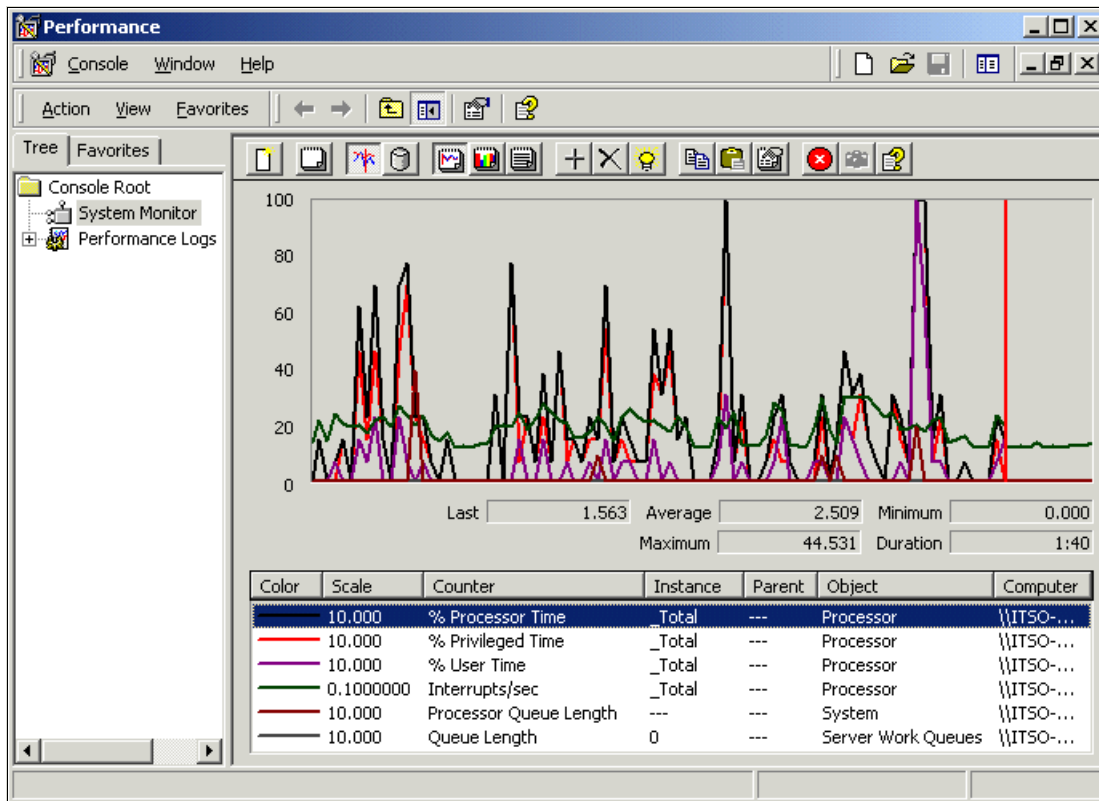 Performance
Console Window Help
Action View Favorites
Tree Favorites
Console Root
System Monitor
Performance Logs
100
80
60
40
20
0
Last 1.563 Average 2.509 Minimum 0.000
Maximum 44.531 Duration 1:40
Color Scale Counter Instance Parent Object Computer
10.000 % Processor Time _Total --- Processor \\ITSO-...
10.000 % Privileged Time _Total --- Processor \\ITSO-...
10.000 % User Time _Total --- Processor \\ITSO-...
0.1000000 Interrupts/sec _Total --- Processor \\ITSO-...
10.000 Processor Queue Length --- --- System \\ITSO-...
10.000 Queue Length 0 --- Server Work Queues \\ITSO-...